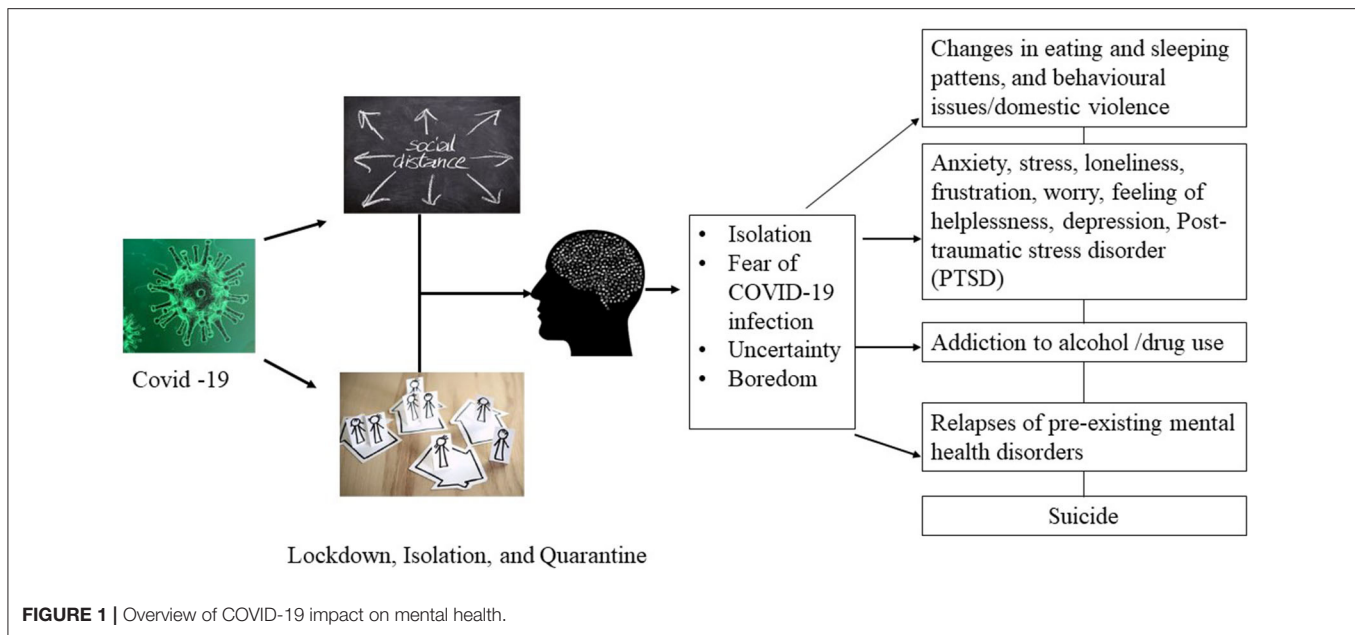 social
distance
Covid -19
Lockdown, Isolation, and Quarantine
• Isolation
• Fear of
COVID-19
infection
• Uncertainty
• Boredom
Changes in eating and sleeping
pattens, and behavioural
issues/domestic violence
Anxiety, stress, loneliness,
frustration, worry, feeling of
helplessness, depression, Post-
traumatic stress disorder
(PTSD)
Addiction to alcohol /drug use
Relapses of pre-existing mental
health disorders
Suicide
FIGURE 1 | Overview of COVID-19 impact on mental health.